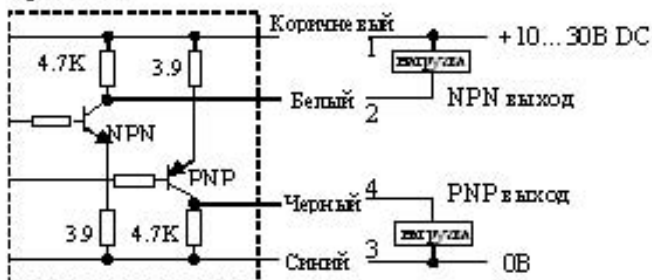 Коричневый 1 +10...30В DC
4.7K 3.9 нагрузка
Белый 2 NPN выход
NPN
PNP 4 PNP выход
Черный
3.9 4.7K нагрузка
Синий 3 0В